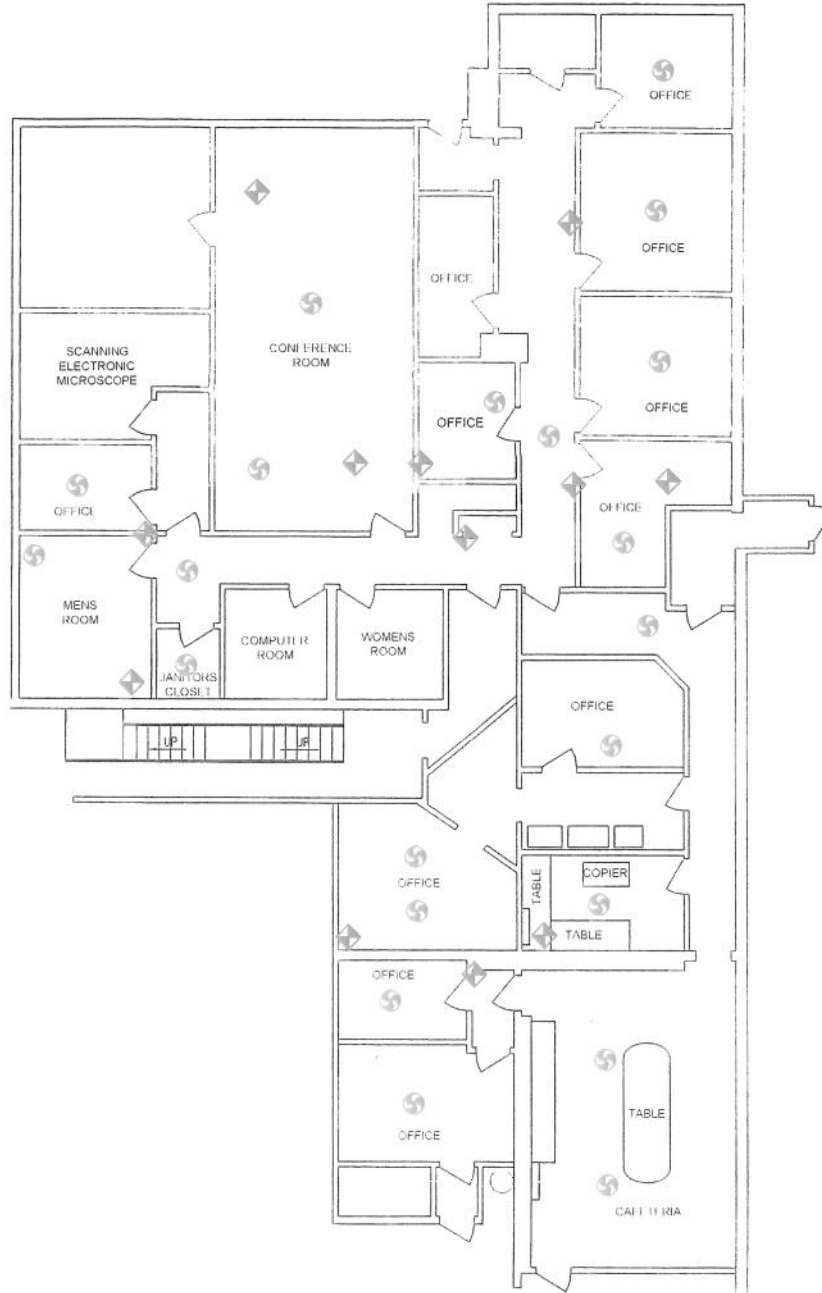 OFFICE
OFFICE
OFFICE
SCANNING
ELECTRONIC
MICROSCOPE
CONFERENCE
ROOM
OFFICE
OFFICE
OFFICE
OFFICE
MENS
ROOM
COMPUTER
ROOM
WOMENS
ROOM
JANITORS
CLOSET
OFFICE
UP
UP
OFFICE
TABLE
COPIER
TABLE
OFFICE
OFFICE
TABLE
CAFETERIA